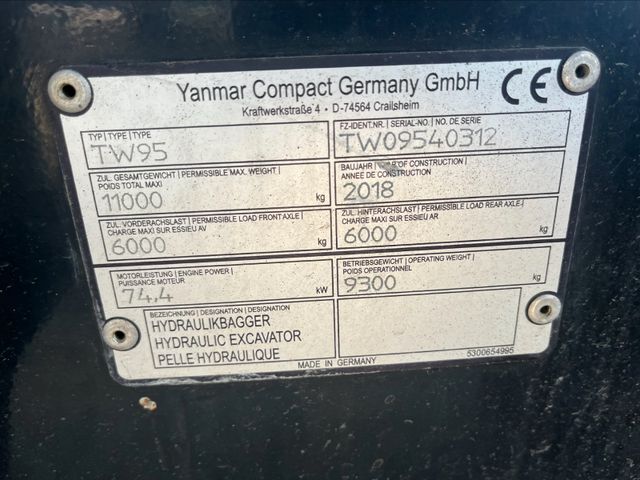 Yanmar Compact Germany GmbH
Kraftwerkstraße 4 • D-74564 Crailsheim
CE
TYP | TYPE | TYPE
TW95
FZ-IDENT.NR. | SERIAL-NO. | NO. DE SERIE
TW09540312
ZUL. GESAMTGEWICHT | PERMISSIBLE MAX. WEIGHT |
POIDS TOTAL MAXI
11000 kg
BAUJAHR | YEAR OF CONSTRUCTION |
ANNEE DE CONSTRUCTION
2018
ZUL. VORDERACHSLAST | PERMISSIBLE LOAD FRONT AXLE |
CHARGE MAXI SUR ESSIEU AV
6000 kg
ZUL. HINTERACHSLAST | PERMISSIBLE LOAD REAR AXLE |
CHARGE MAXI SUR ESSIEU AR
6000 kg
MOTORLEISTUNG | ENGINE POWER |
PUISSANCE MOTEUR
74,4 kW
BETRIEBSGEWICHT | OPERATING WEIGHT |
POIDS OPERATIONNEL
9300 kg
BEZEICHNUNG | DESIGNATION | DESIGNATION
HYDRAULIKBAGGER
HYDRAULIC EXCAVATOR
PELLE HYDRAULIQUE
MADE IN GERMANY
5300654995